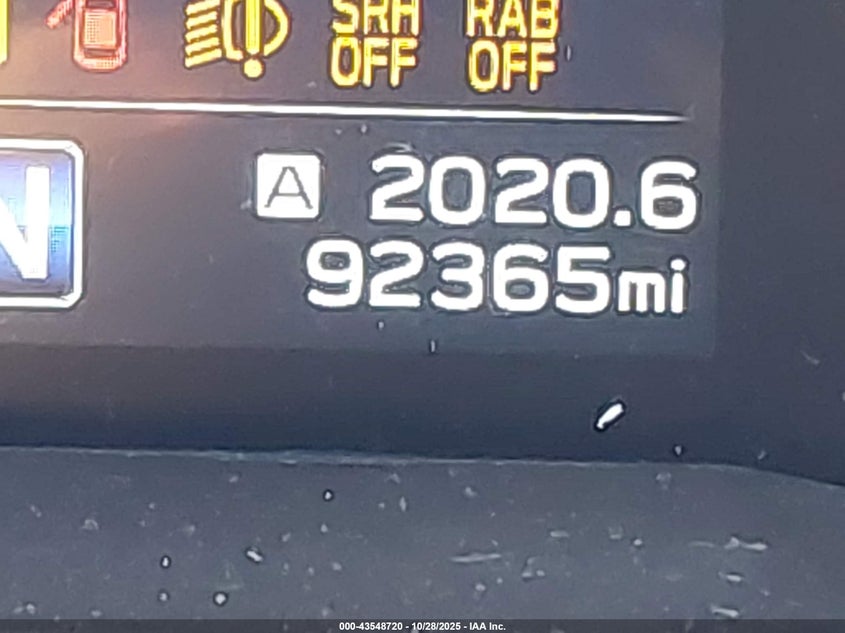 SRH RAB
OFF OFF
N A 2020.6
92365mi
000-43548720 - 10/28/2025 - IAA Inc.